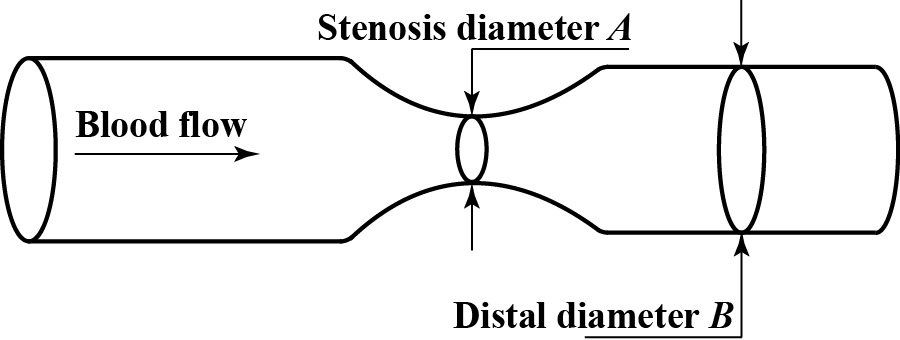 Stenosis diameter A
Blood flow
Distal diameter B